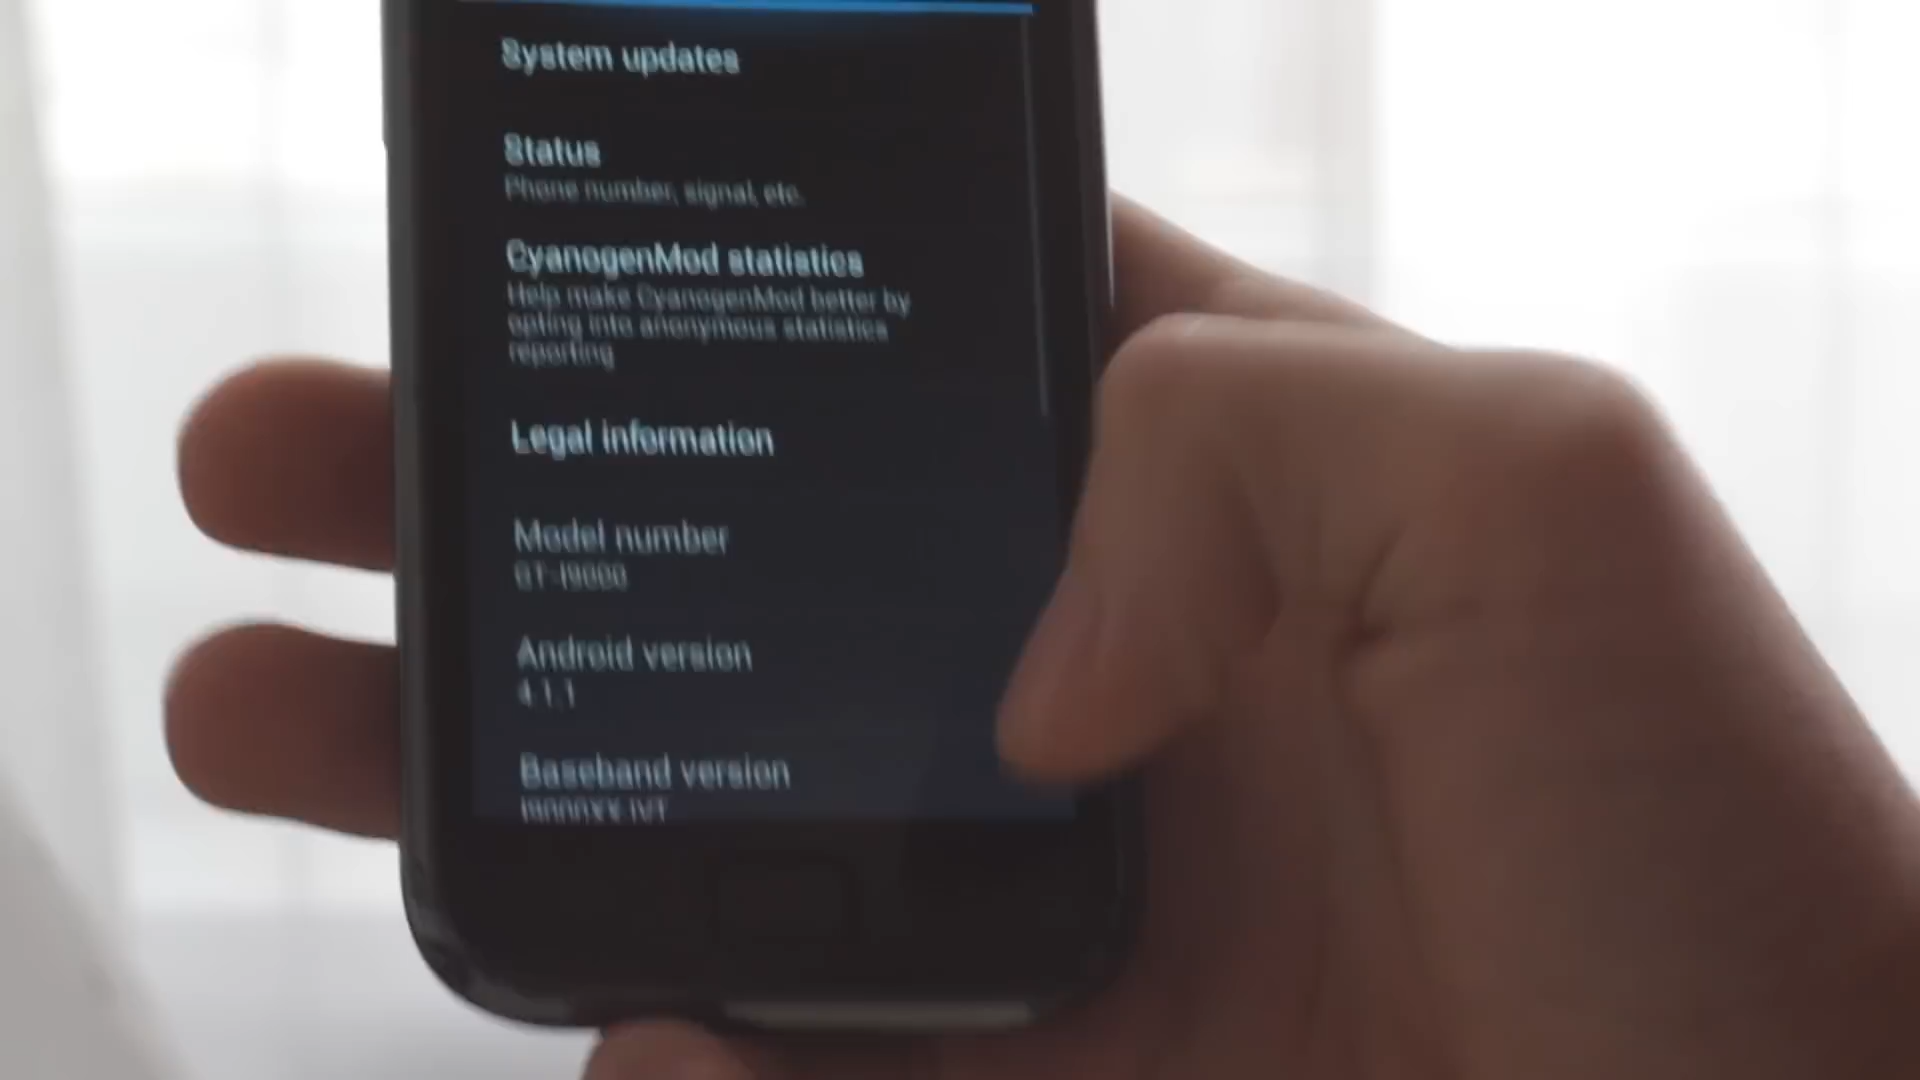 System updates
Status
Phone number, signal, etc.
CyanogenMod statistics
Help make CyanogenMod better by
opting into anonymous statistics
reporting
Legal information
Model number
GT-I9000
Android version
4.1.1
Baseband version